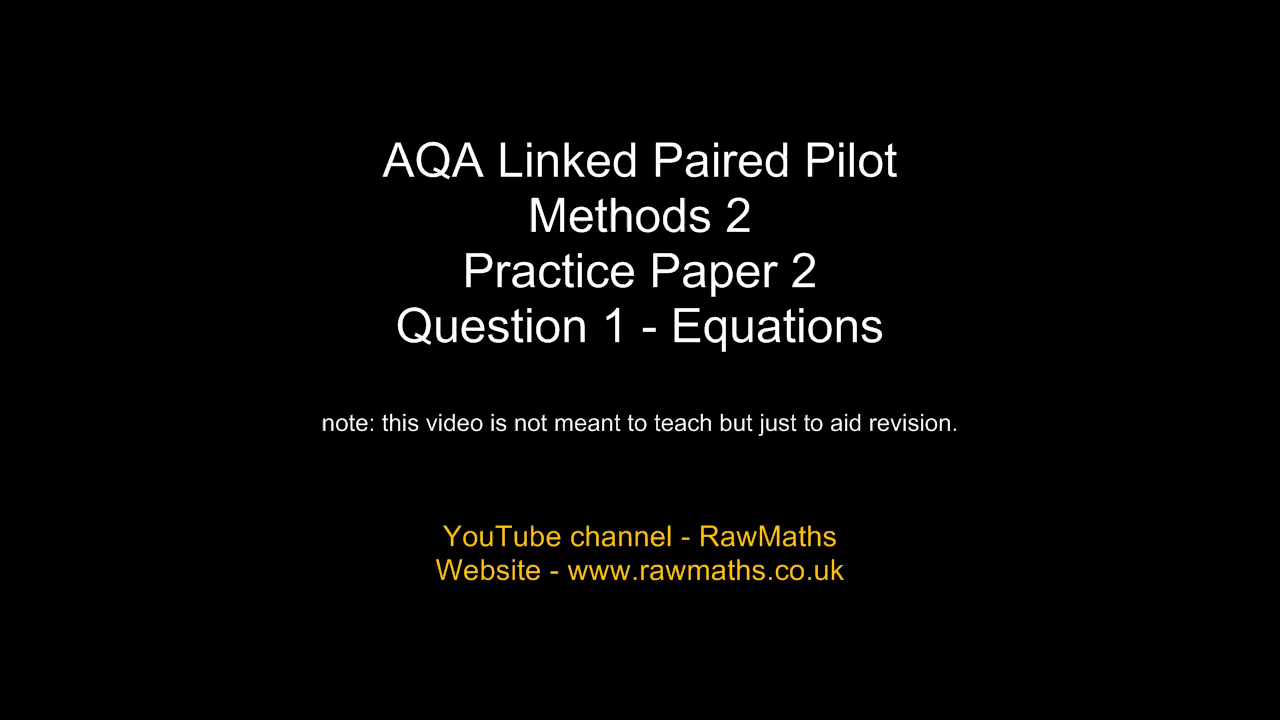 AQA Linked Paired Pilot
Methods 2
Practice Paper 2
Question 1 - Equations
note: this video is not meant to teach but just to aid revision.
YouTube channel - RawMaths
Website - www.rawmaths.co.uk